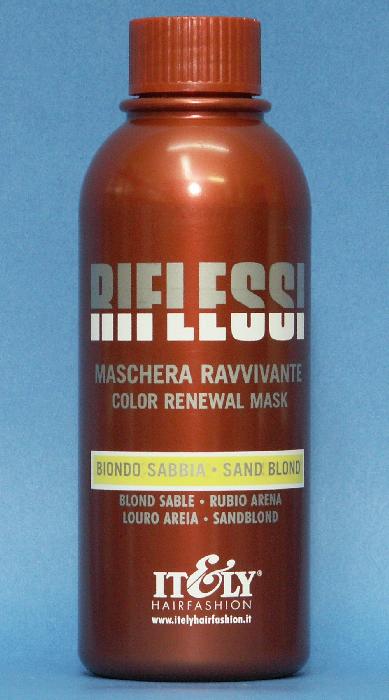 RIFLESSI
MASCHERA RAVVIVANTE
COLOR RENEWAL MASK
BIONDO SABBIA • SAND BLOND
BLOND SABLE • RUBIO ARENA
LOURO AREIA • SANDBLOND
IT&LY®
HAIRFASHION
www.itelyhairfashion.it